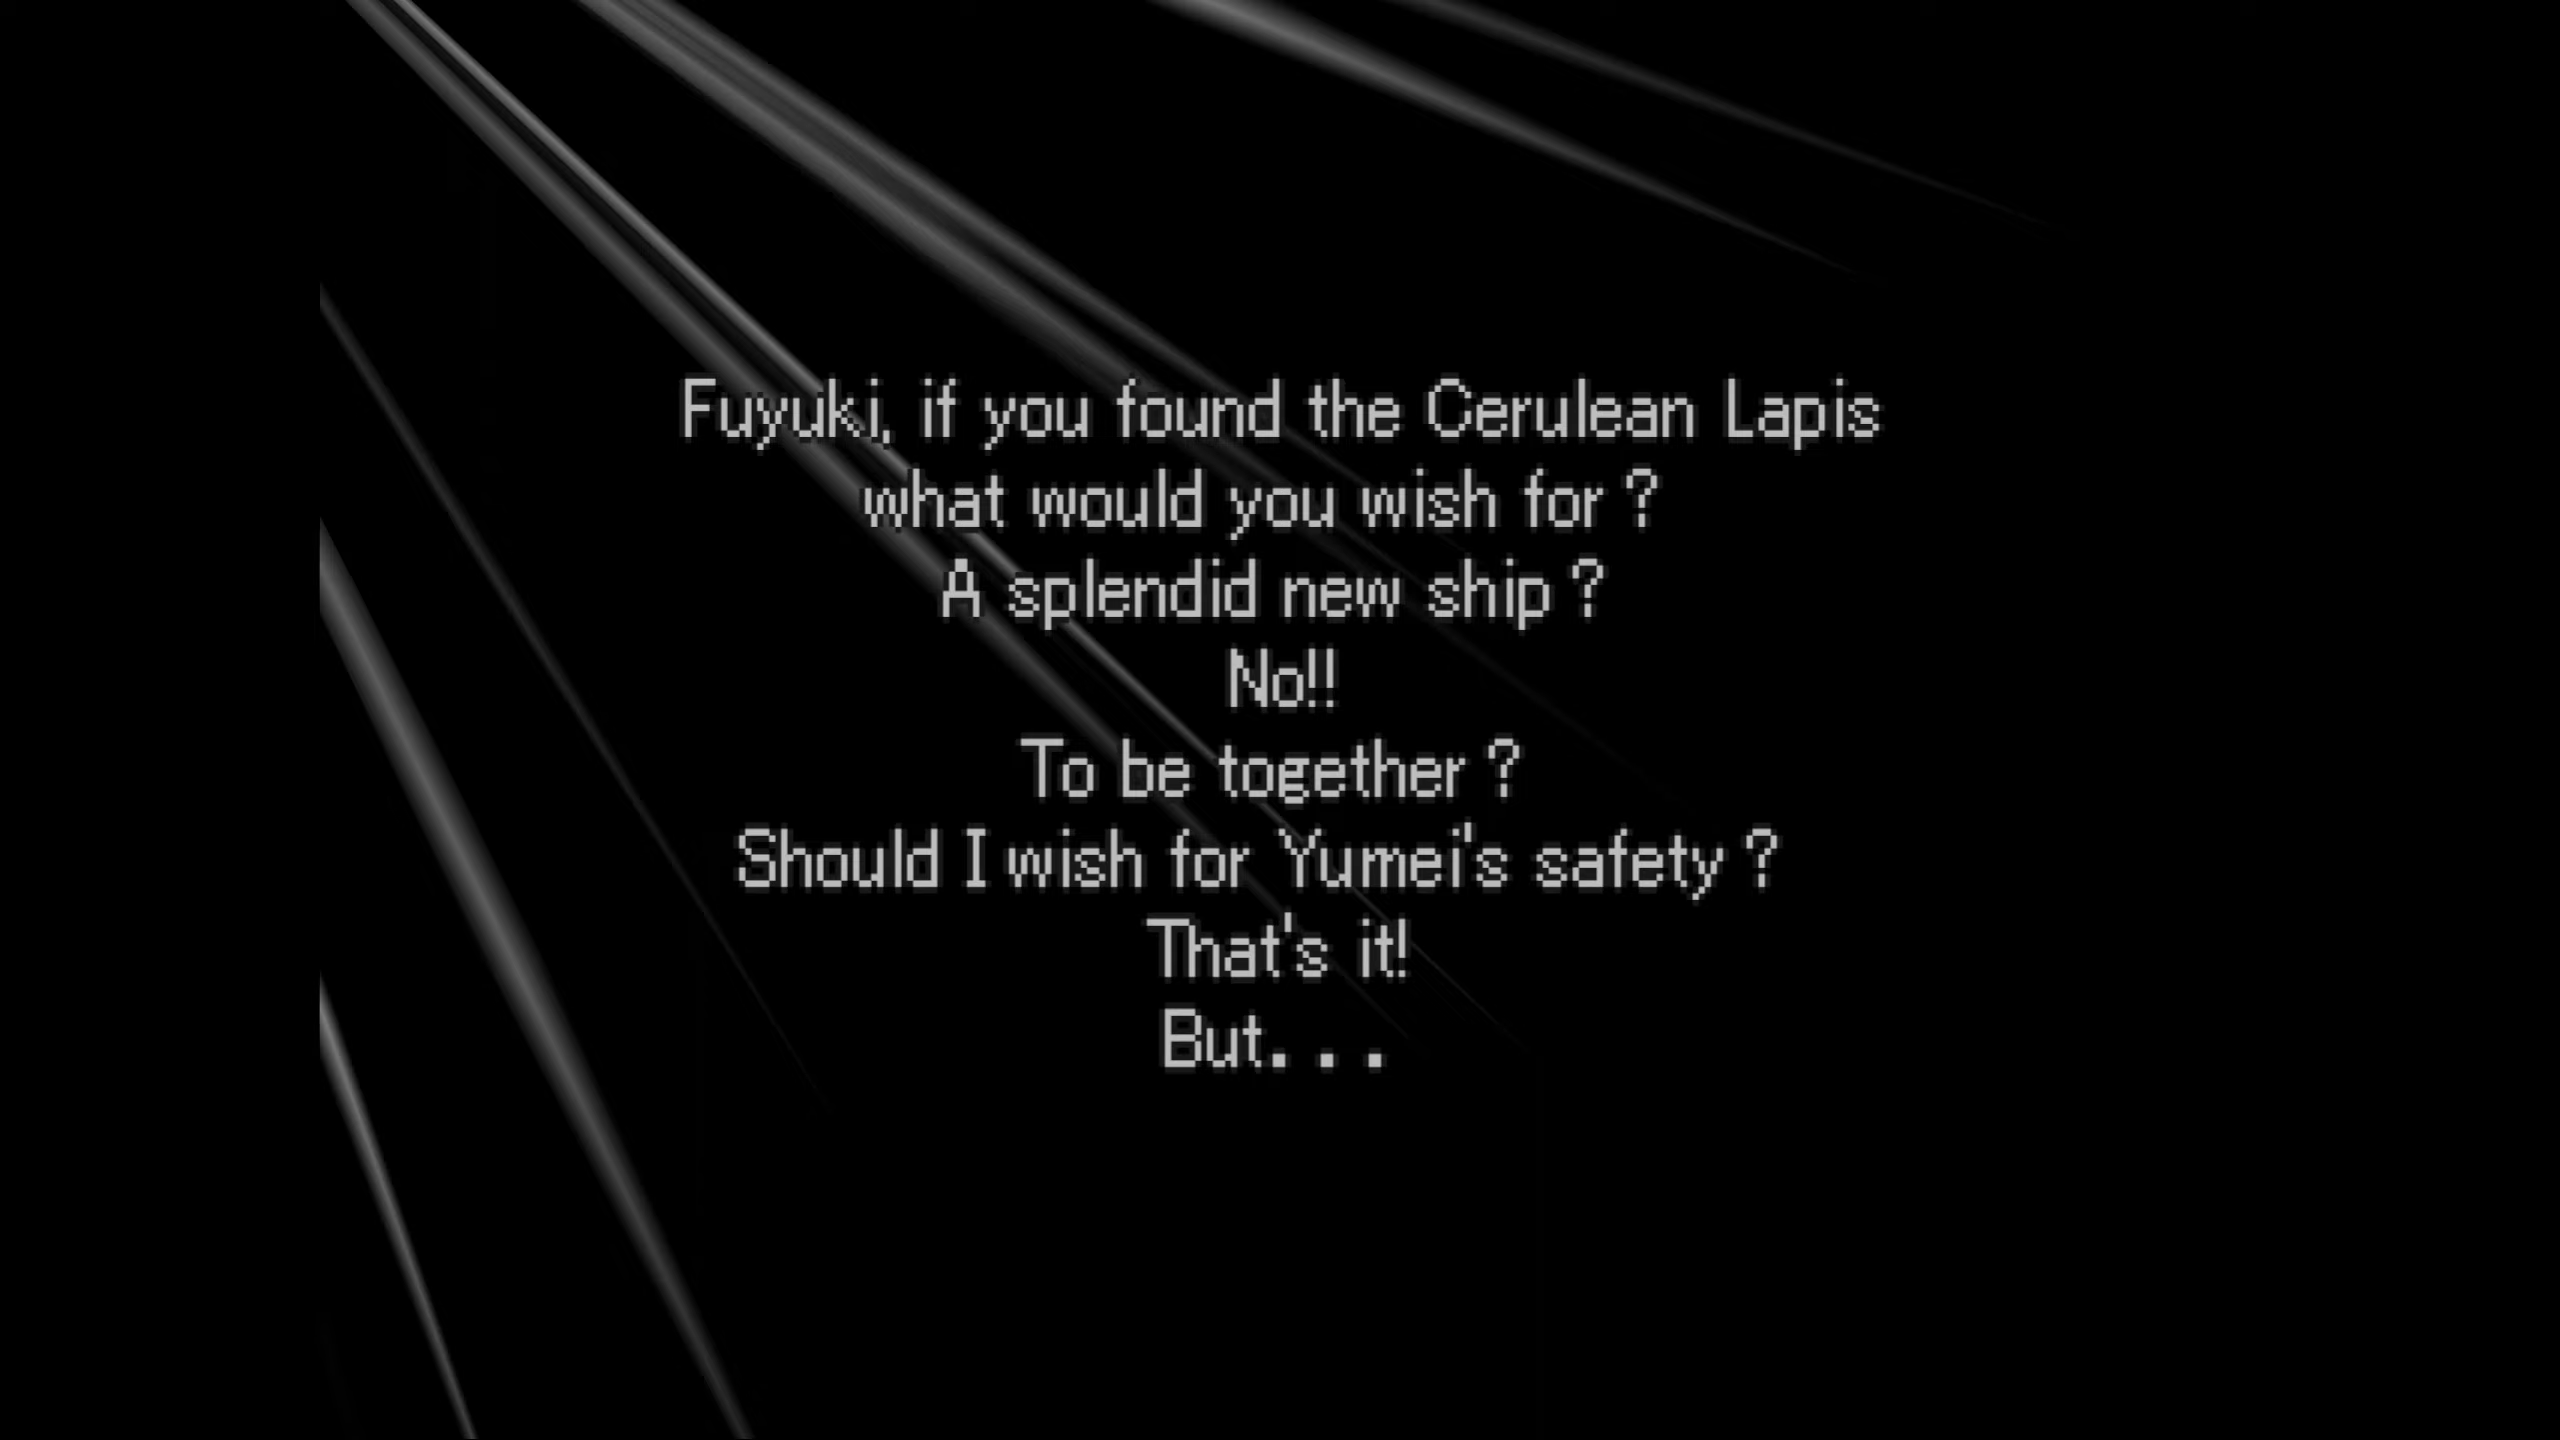 Fuyuki, if you found the Cerulean Lapis
what would you wish for ?
A splendid new ship ?
No!!
To be together ?
Should I wish for Yumei's safety ?
That's it!
But. . .